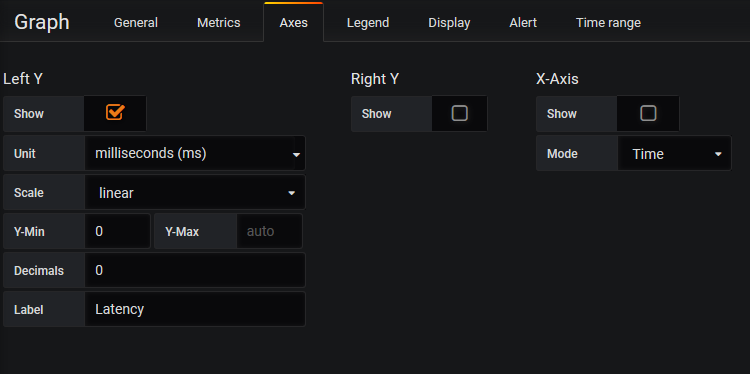 Graph General Metrics Axes Legend Display Alert Time range
Left Y Right Y X-Axis
Show Show Show
Unit milliseconds (ms) Mode Time
Scale linear
Y-Min 0 Y-Max auto
Decimals 0
Label Latency